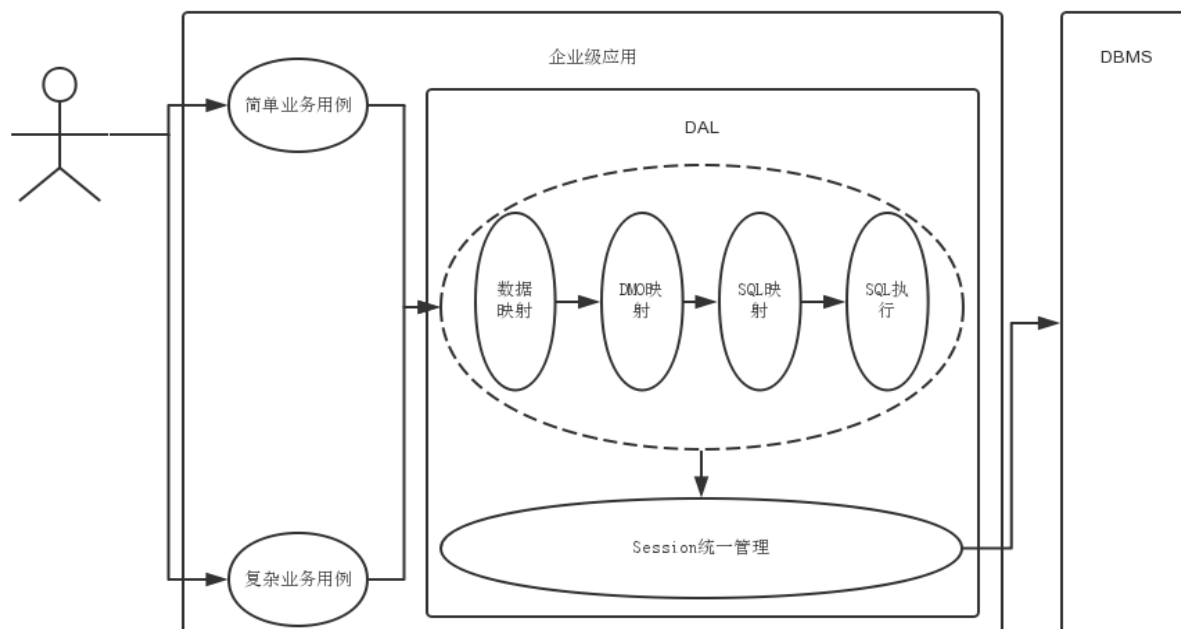 企业级应用
DBMS
简单业务用例
DAL
数据
映射
DMO映
射
SQL映
射
SQL执
行
Session统一管理
复杂业务用例